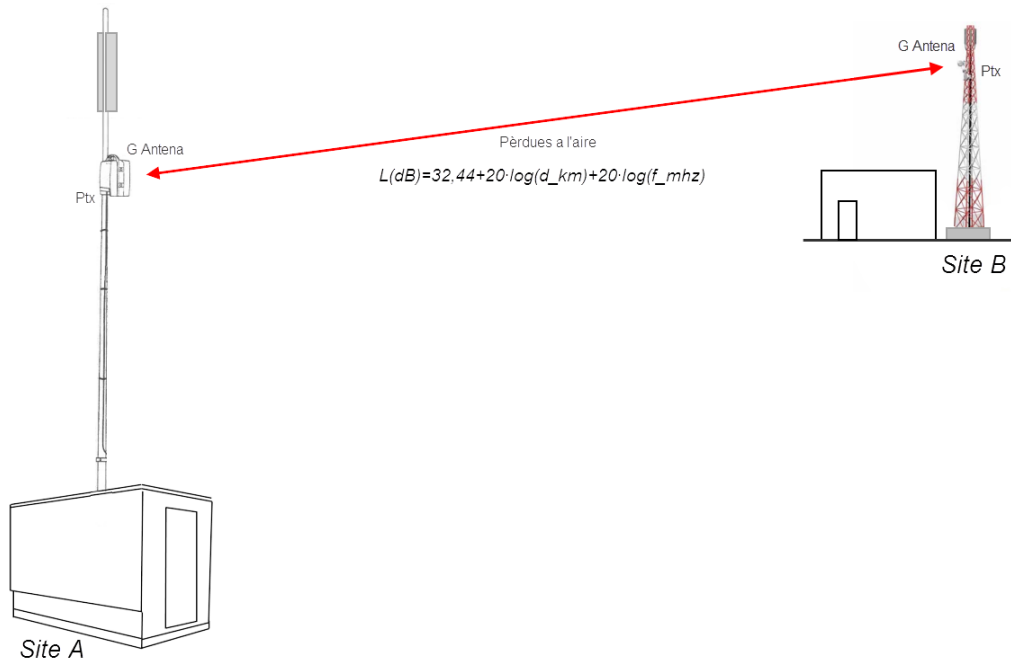 G Antena
Ptx
Pèrdues a l'aire
G Antena
L(dB)=32,44+20·log(d_km)+20·log(f_mhz)
Ptx
Site B
Site A